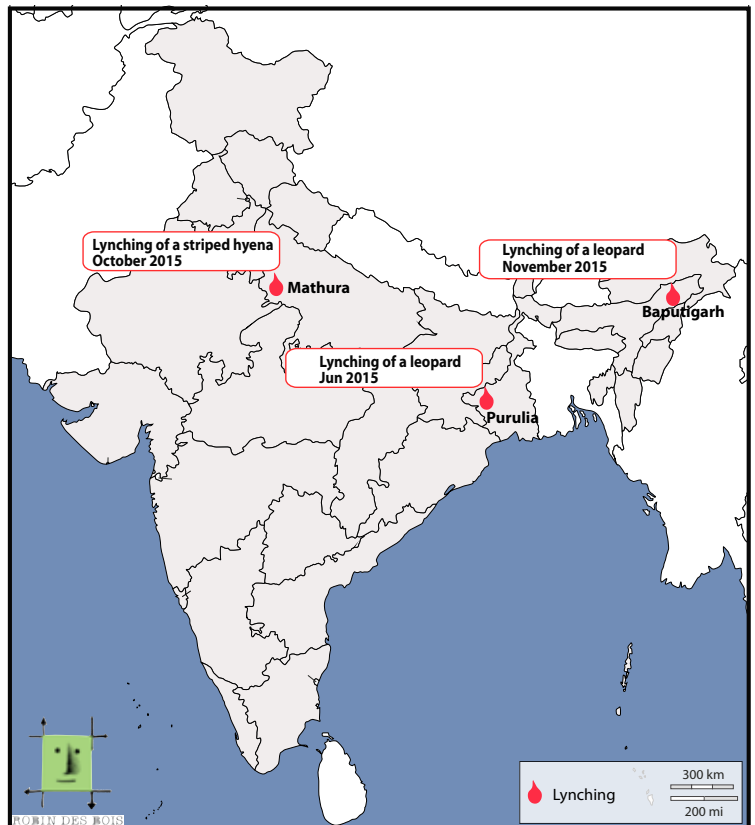 Lynching of a striped hyena
October 2015
Mathura
Lynching of a leopard
November 2015
Baputigarh
Lynching of a leopard
Jun 2015
Purulia
ROBIN DES BOIS
Lynching
300 km
200 mi